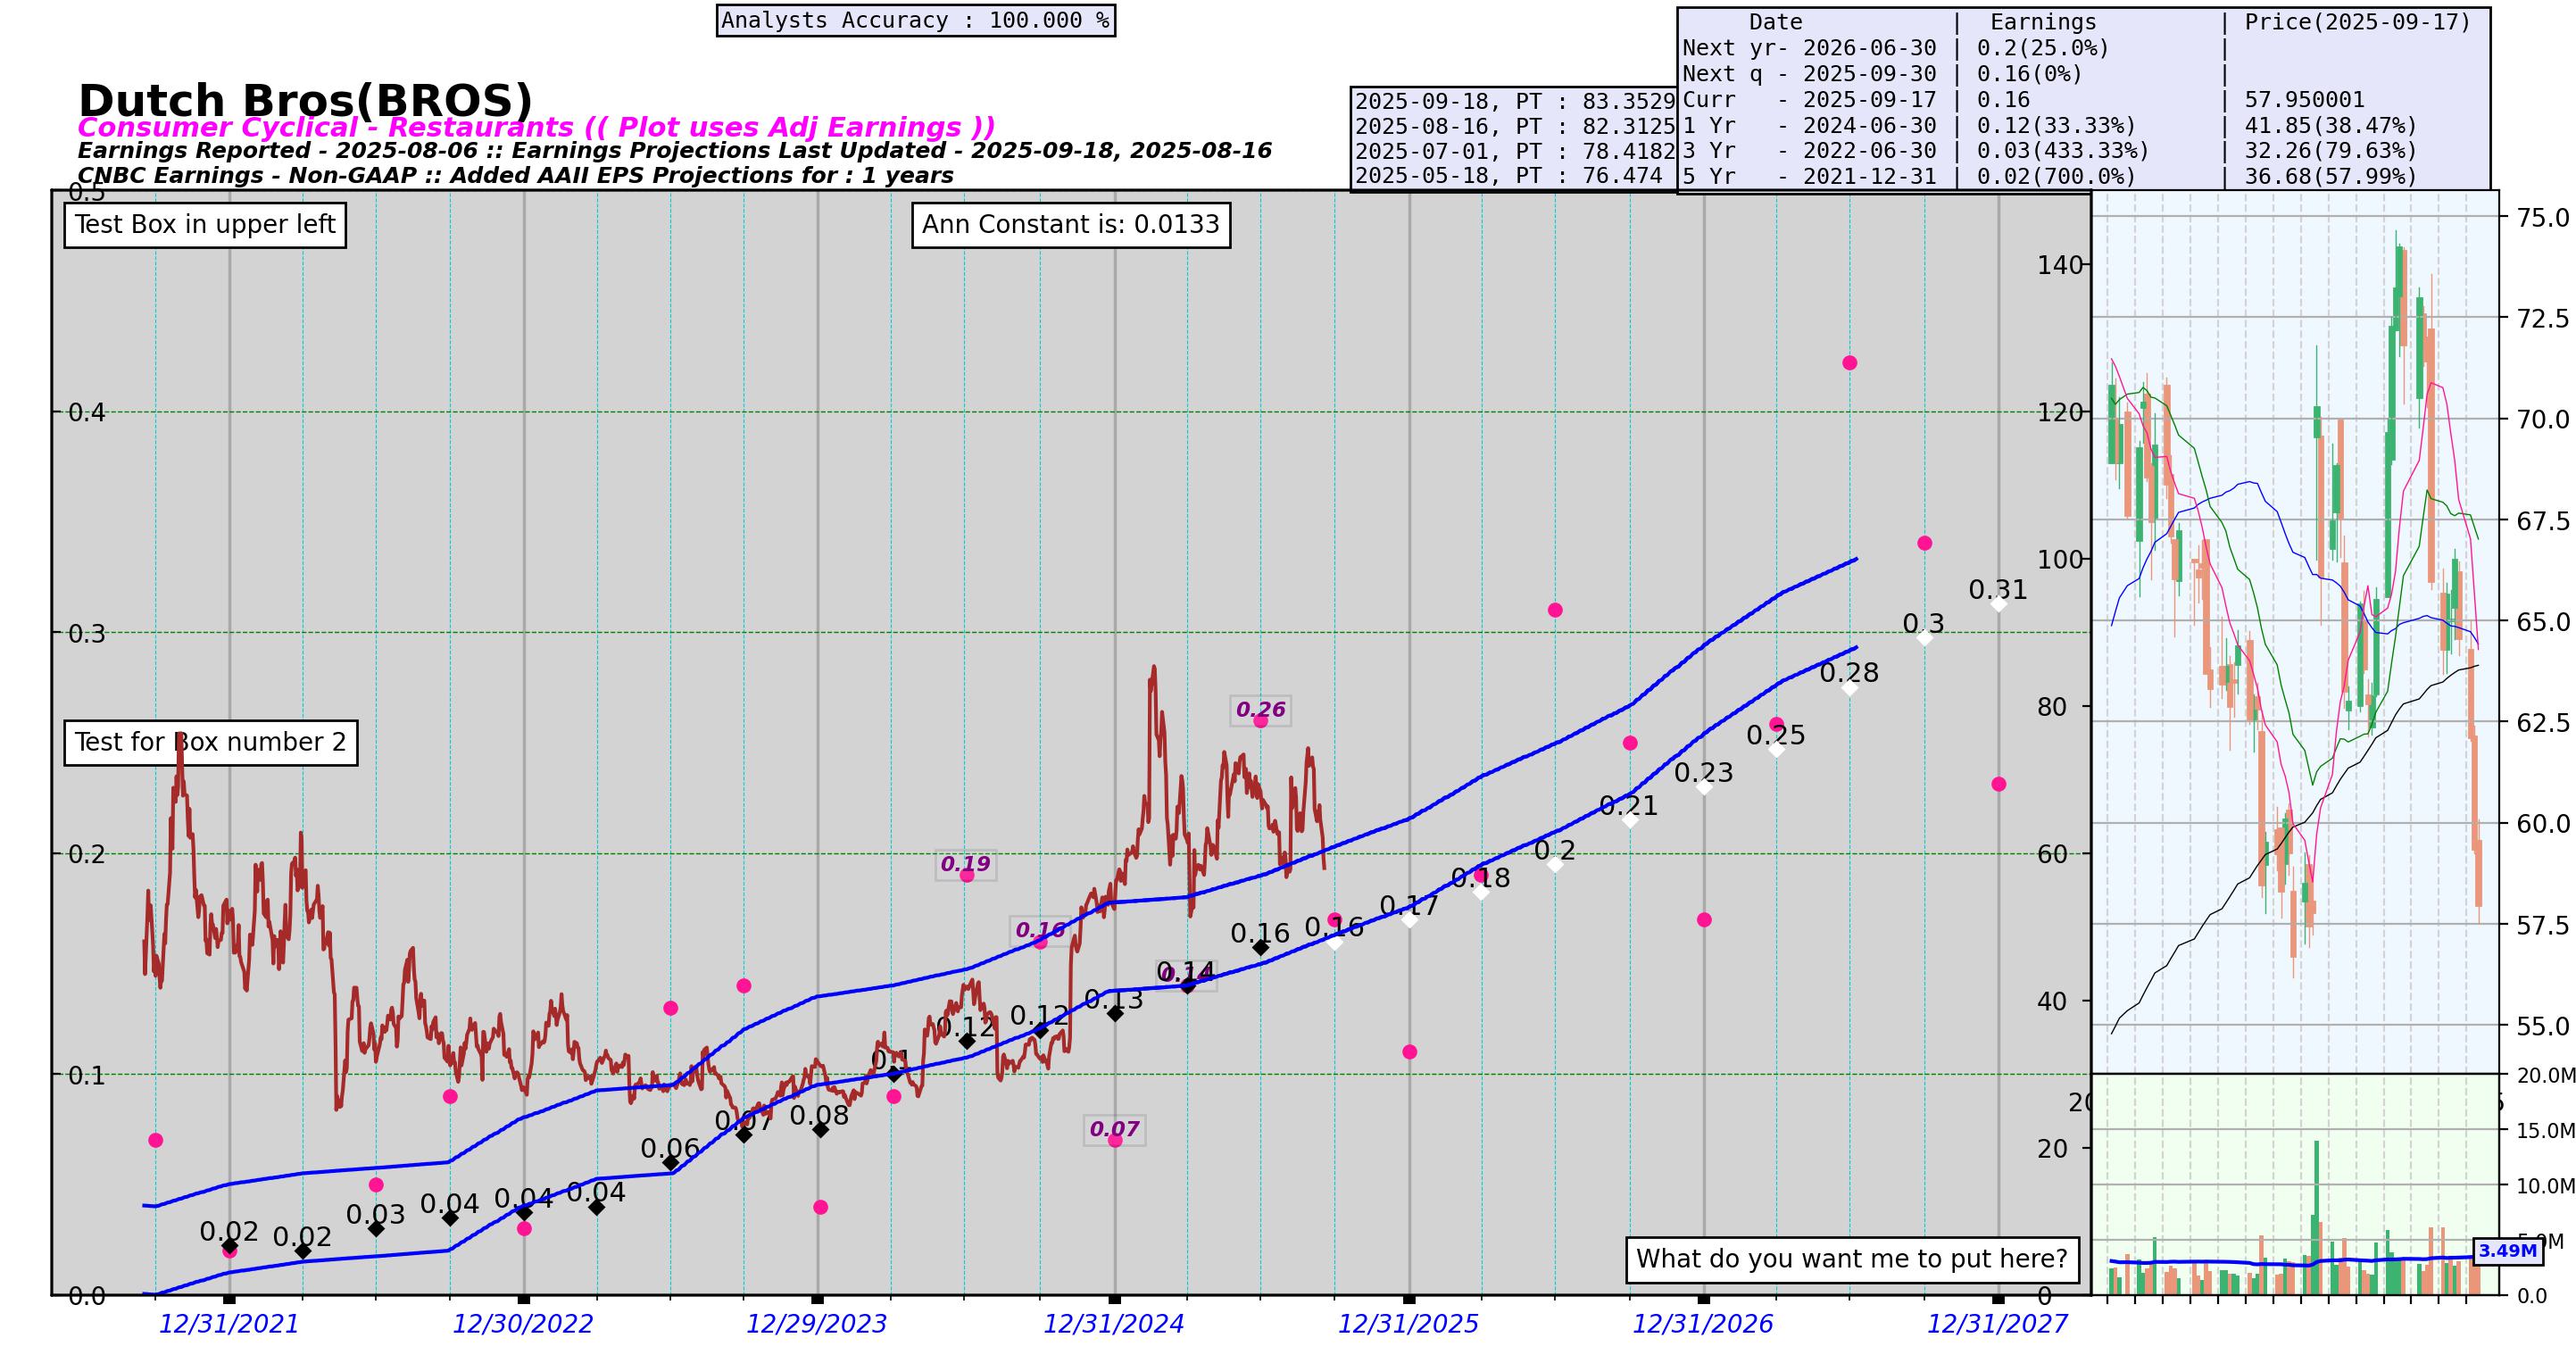 Analysts Accuracy : 100.000 %
Date | Earnings | Price(2025-09-17)
Next yr- 2026-06-30 | 0.2(25.0%) |
Next q - 2025-09-30 | 0.16(0%) |
Curr - 2025-09-17 | 0.16 | 57.950001
1 Yr - 2024-06-30 | 0.12(33.33%) | 41.85(38.47%)
3 Yr - 2022-06-30 | 0.03(433.33%) | 32.26(79.63%)
5 Yr - 2021-12-31 | 0.02(700.0%) | 36.68(57.99%)
2025-09-18, PT : 83.3529
2025-08-16, PT : 82.3125
2025-07-01, PT : 78.4182
2025-05-18, PT : 76.474
Dutch Bros(BROS)
Consumer Cyclical - Restaurants (( Plot uses Adj Earnings ))
Earnings Reported - 2025-08-06 :: Earnings Projections Last Updated - 2025-09-18, 2025-08-16
CNBC Earnings - Non-GAAP :: Added AAII EPS Projections for : 1 years
0.5
0.4
0.3
0.2
0.1
0.0
Test Box in upper left
Ann Constant is: 0.0133
Test for Box number 2
What do you want me to put here?
0.02
0.02
0.03
0.04
0.04
0.04
0.06
0.07
0.08
0.1
0.12
0.12
0.13
0.14
0.16
0.16
0.17
0.18
0.2
0.21
0.23
0.25
0.28
0.3
0.31
0.19
0.16
0.07
0.26
140
120
100
80
60
40
20
0
75.0
72.5
70.0
67.5
65.0
62.5
60.0
57.5
55.0
20.0M
15.0M
10.0M
0.0
3.49M
12/31/2021
12/30/2022
12/29/2023
12/31/2024
12/31/2025
12/31/2026
12/31/2027